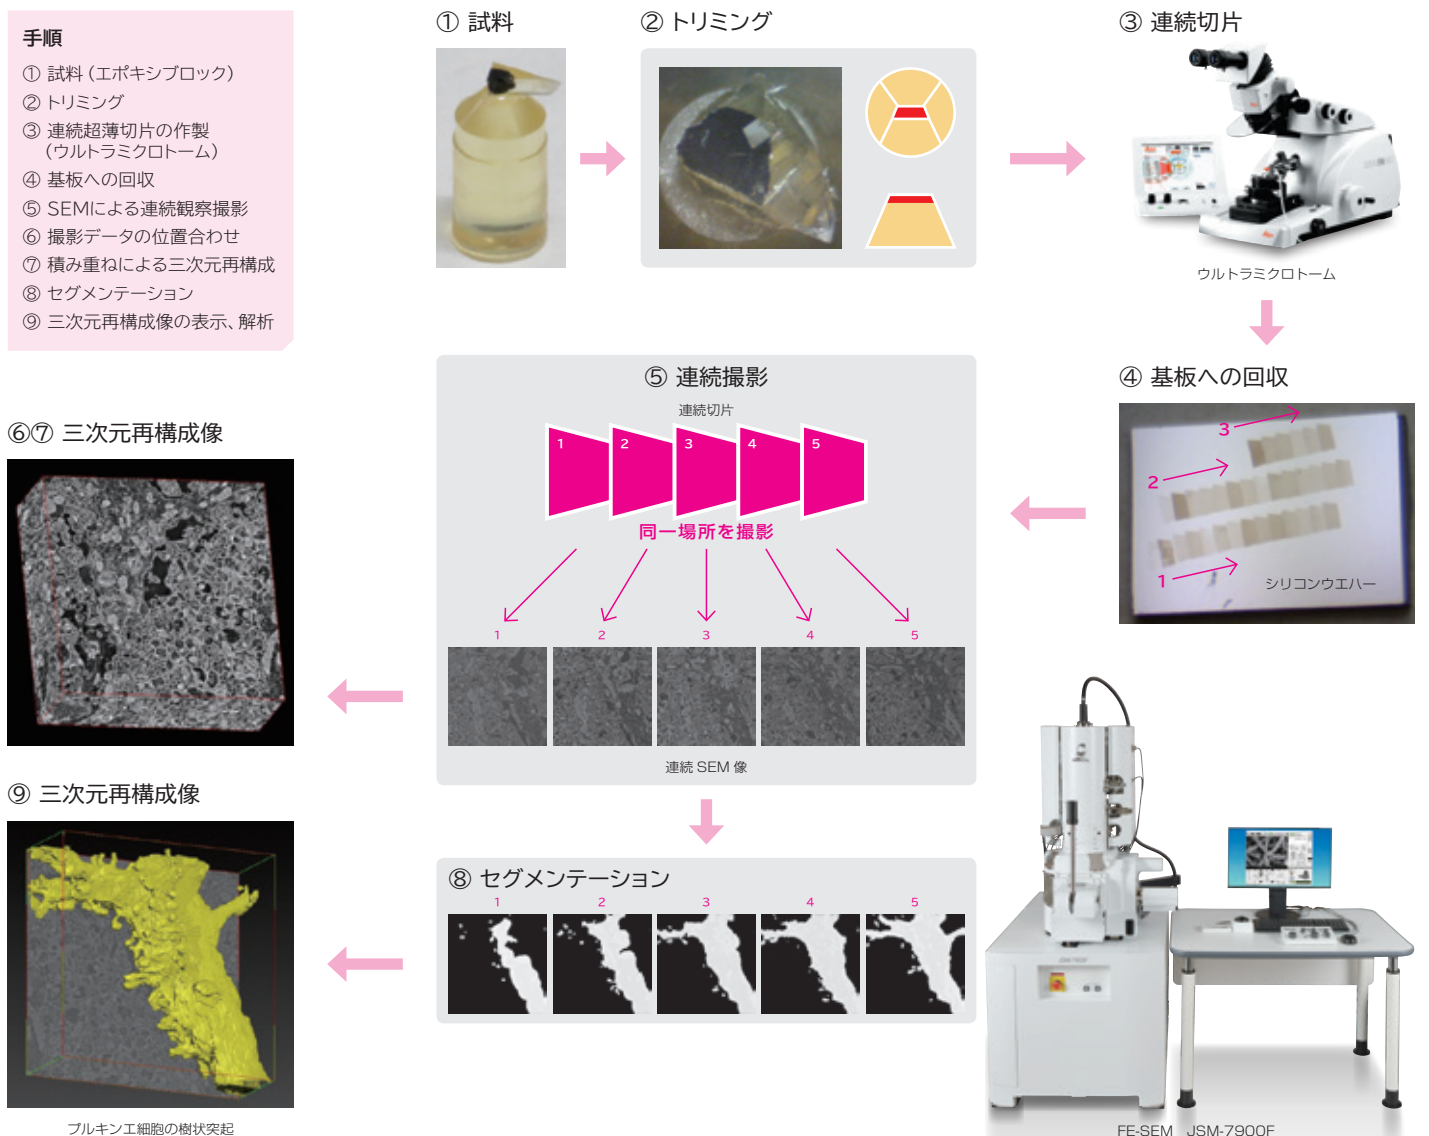 手順
① 試料（エポキシブロック）
② トリミング
③ 連続超薄切片の作製
（ウルトラミクロトーム）
④ 基板への回収
⑤ SEMによる連続観察撮影
⑥ 撮影データの位置合わせ
⑦ 積み重ねによる三次元再構成
⑧ セグメンテーション
⑨ 三次元再構成像の表示、解析
① 試料
② トリミング
③ 連続切片
ウルトラミクロトーム
④ 基板への回収
3
2
1
シリコンウエハー
⑤ 連続撮影
連続切片
1 2 3 4 5
同一場所を撮影
1 2 3 4 5
連続 SEM 像
⑥⑦ 三次元再構成像
⑧ セグメンテーション
1 2 3 4 5
⑨ 三次元再構成像
プルキンエ細胞の樹状突起
FE-SEM JSM-7900F